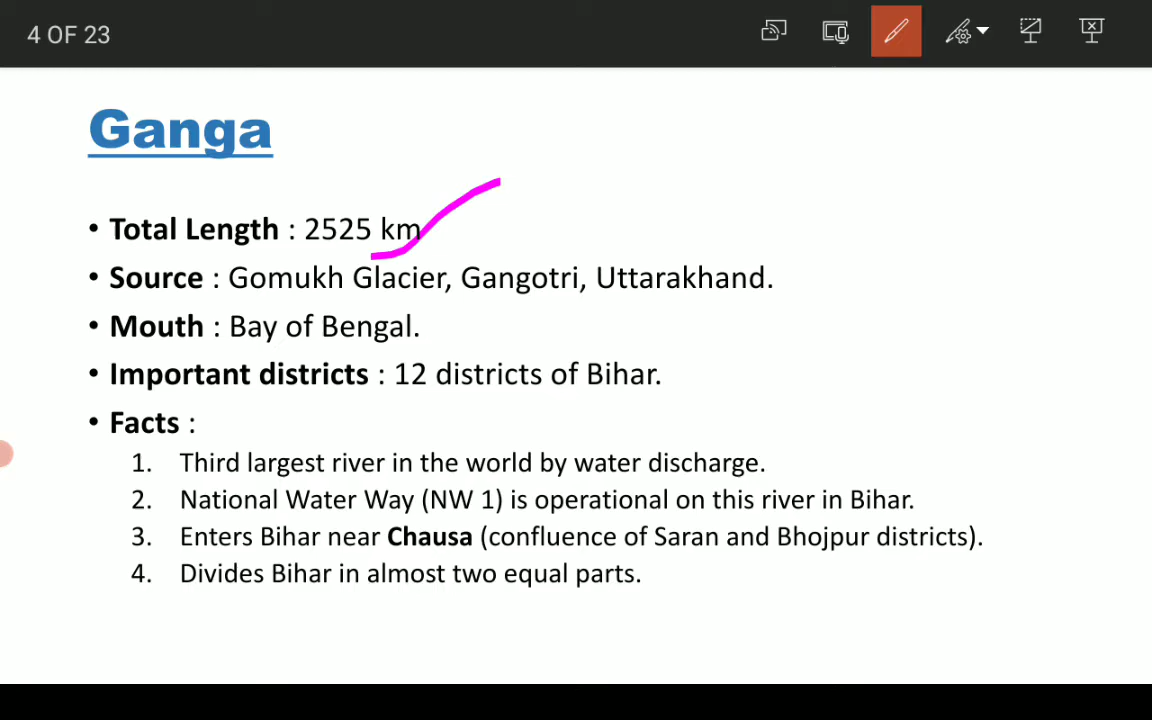 4 OF 23
Ganga
• Total Length : 2525 km
• Source : Gomukh Glacier, Gangotri, Uttarakhand.
• Mouth : Bay of Bengal.
• Important districts : 12 districts of Bihar.
• Facts :
1. Third largest river in the world by water discharge.
2. National Water Way (NW 1) is operational on this river in Bihar.
3. Enters Bihar near Chausa (confluence of Saran and Bhojpur districts).
4. Divides Bihar in almost two equal parts.